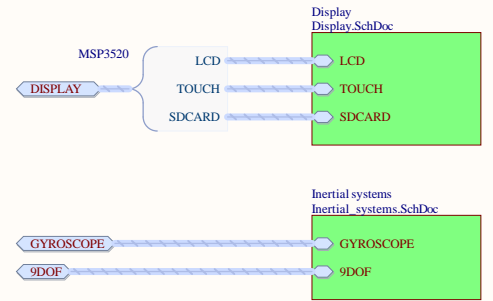 Display
Display.SchDoc
MSP3520
LCD LCD
DISPLAY TOUCH TOUCH
SDCARD SDCARD
Inertial systems
Inertial_systems.SchDoc
GYROSCOPE GYROSCOPE
9DOF 9DOF